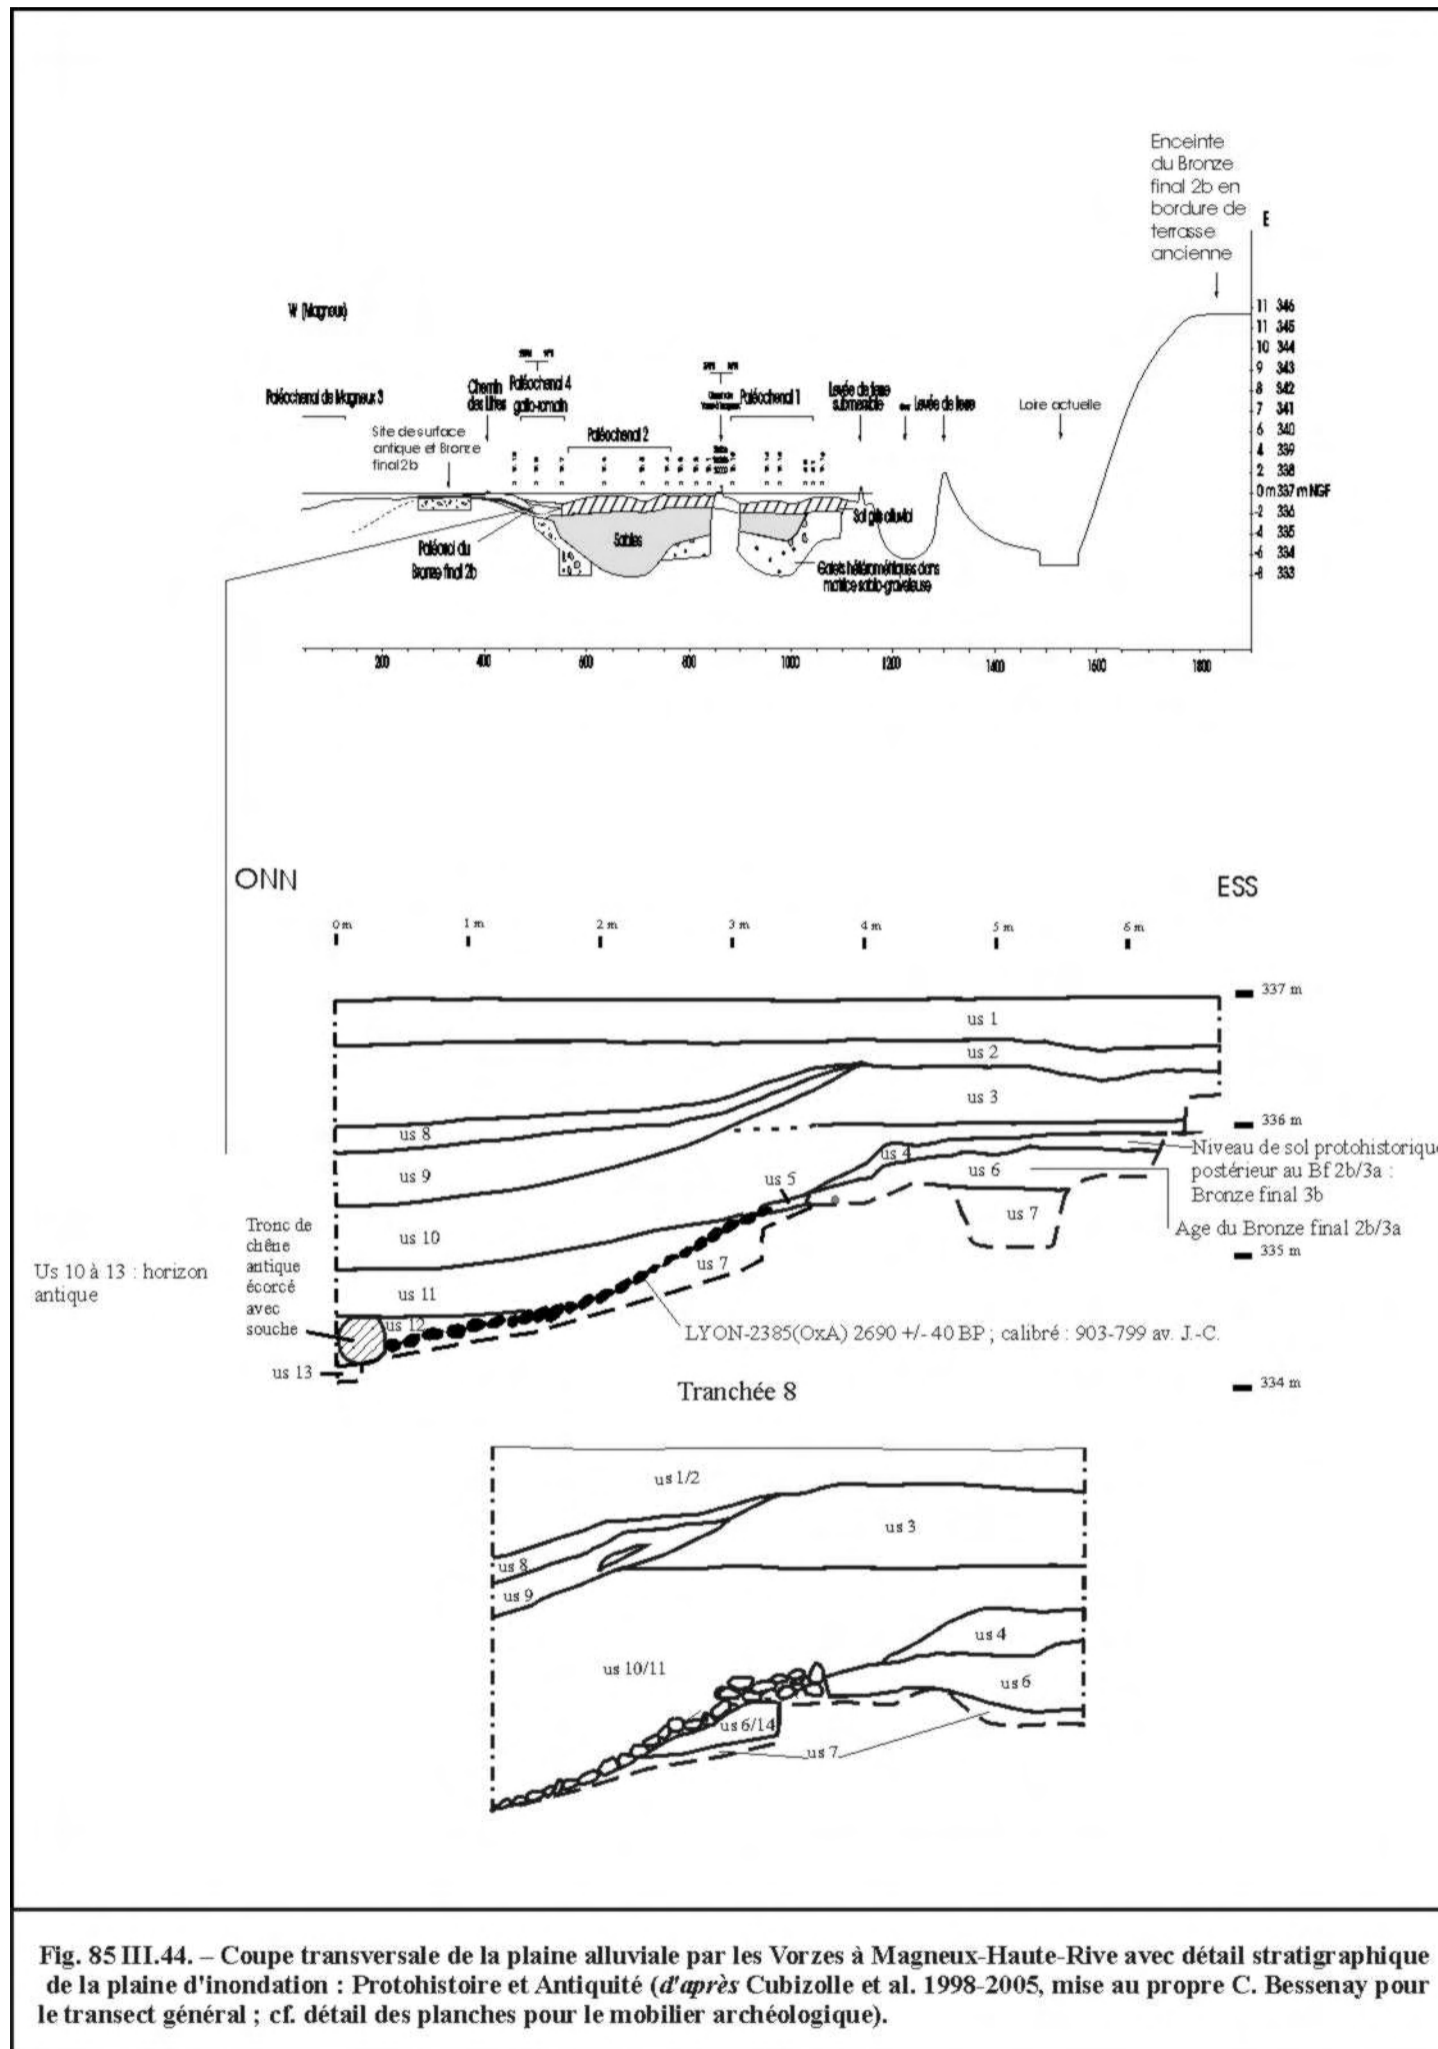 Enceinte
du Bronze
final 2b en
bordure de
terrasse
ancienne
E
W (Magneux)
11 346
11 345
10 344
9 343
8 342
7 341
6 340
4 339
2 338
0 m 337 m NGF
-2 336
-4 335
-6 334
-8 333
Paléochenal de Magneux 3
Chemin
des Lites
Paléochenal 4
gallo-romain
Paléochenal 2
Paléochenal 1
Levée de terre
submersible
Levée de terre
Loire actuelle
Site de surface
antique et Bronze
final 2b
Paléosol du
Bronze final 2b
Sables
Sol gris alluvial
Galets hétérométriques dans
matrice sablo-graveleuse
200 400 600 800 1000 1200 1400 1600 1800
ONN
ESS
0 m 1 m 2 m 3 m 4 m 5 m 6 m
337 m
us 1
us 2
us 3
336 m
us 8
us 9
us 4
Niveau de sol protohistorique
postérieur au Bf 2b/3a :
Bronze final 3b
us 5
us 6
us 7
Age du Bronze final 2b/3a
us 10
us 7
335 m
Tronc de
chêne
antique
écorcé
avec
souche
Us 10 à 13 : horizon
antique
us 11
us 12
us 13
LYON-2385(OxA) 2690 +/- 40 BP ; calibré : 903-799 av. J.-C.
334 m
Tranchée 8
us 1/2
us 3
us 8
us 9
us 4
us 10/11
us 6
us 6/14
us 7
Fig. 85 III.44. – Coupe transversale de la plaine alluviale par les Vorzes à Magneux-Haute-Rive avec détail stratigraphique
de la plaine d'inondation : Protohistoire et Antiquité (d'après Cubizolle et al. 1998-2005, mise au propre C. Bessenay pour
le transect général ; cf. détail des planches pour le mobilier archéologique).